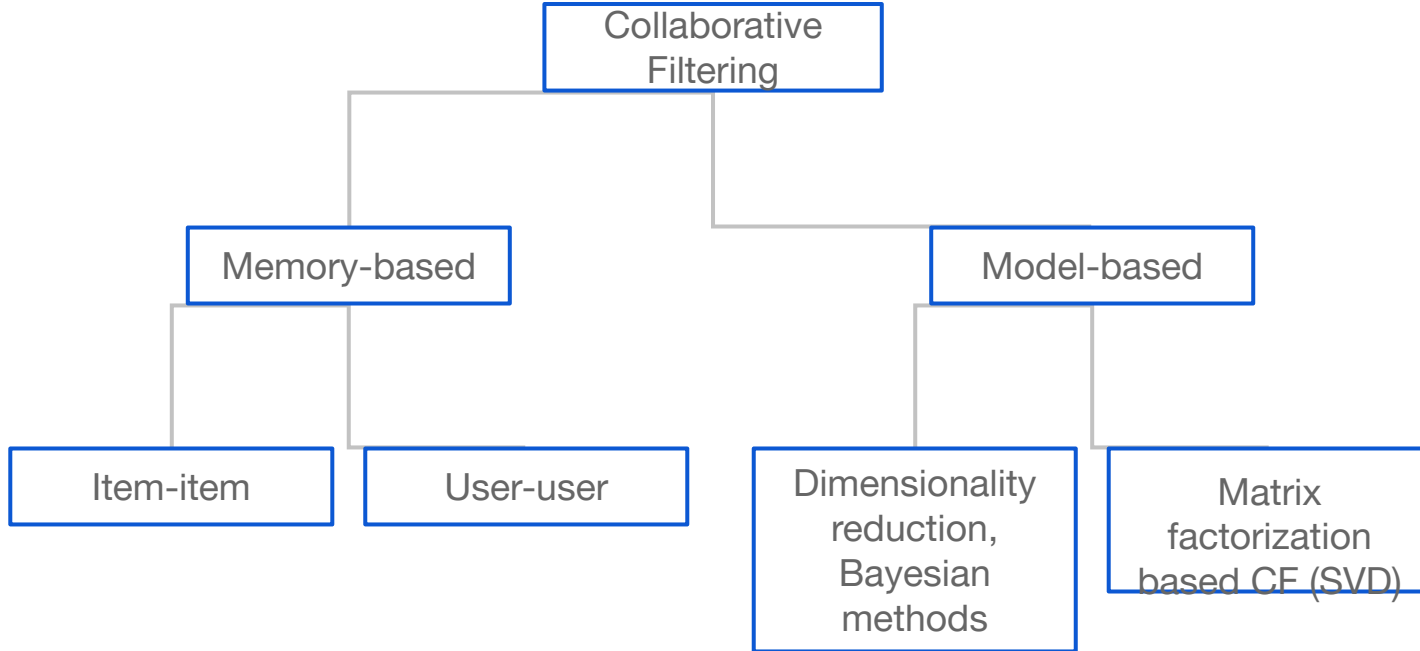 Collaborative
Filtering
Memory-based
Model-based
Item-item
User-user
Dimensionality
reduction,
Bayesian
methods
Matrix
factorization
based CF (SVD)